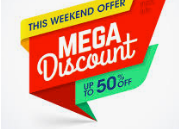 THIS WEEKEND OFFER
MEGA
Discount
UP TO 50% OFF